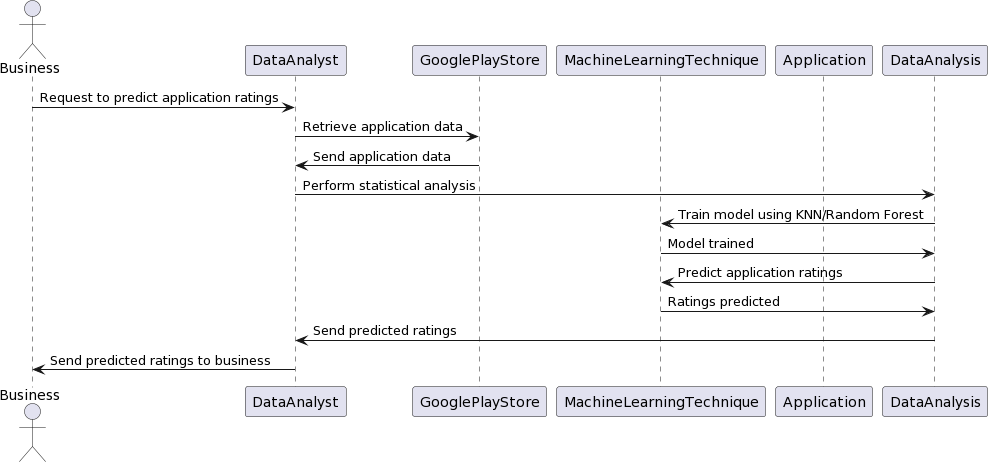 Business
DataAnalyst
GooglePlayStore
MachineLearningTechnique
Application
DataAnalysis
Request to predict application ratings
Retrieve application data
Send application data
Perform statistical analysis
Train model using KNN/Random Forest
Model trained
Predict application ratings
Ratings predicted
Send predicted ratings
Send predicted ratings to business
Business
DataAnalyst
GooglePlayStore
MachineLearningTechnique
Application
DataAnalysis